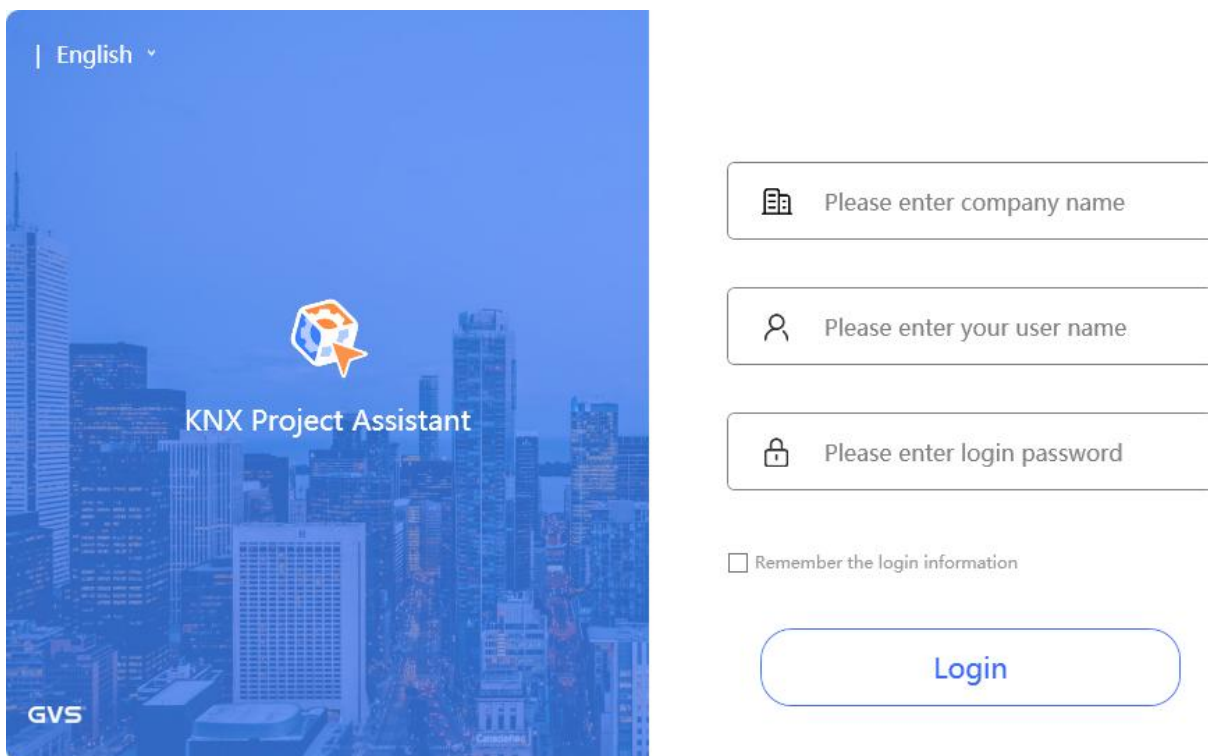 | English
KNX Project Assistant
GVS
Please enter company name
Please enter your user name
Please enter login password
Remember the login information
Login